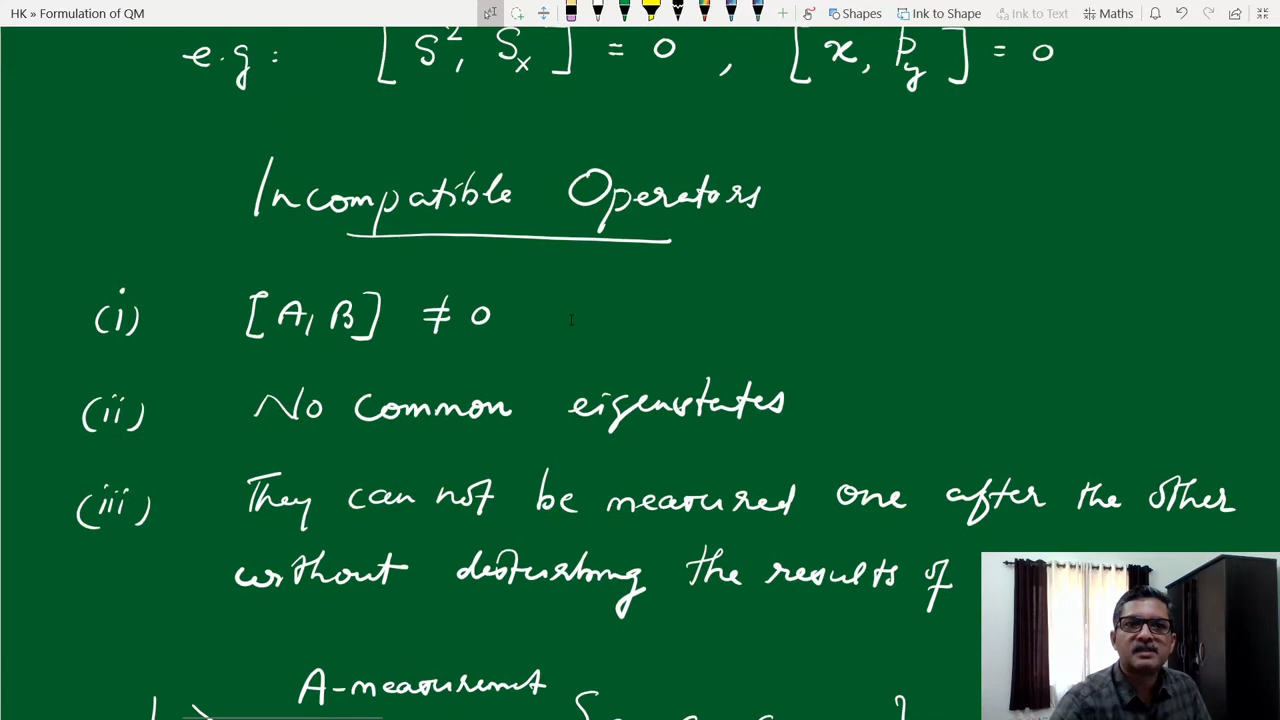 HK » Formulation of QM
Shapes Ink to Shape Ink to Text Maths
e.g: [S², Sₓ] = 0 , [x, P_y] = 0
Incompatible Operators
(i) [A, B] ≠ 0
(ii) No common eigenstates
(iii) They can not be measured one after the other
without disturbing the results of
A-measuremet